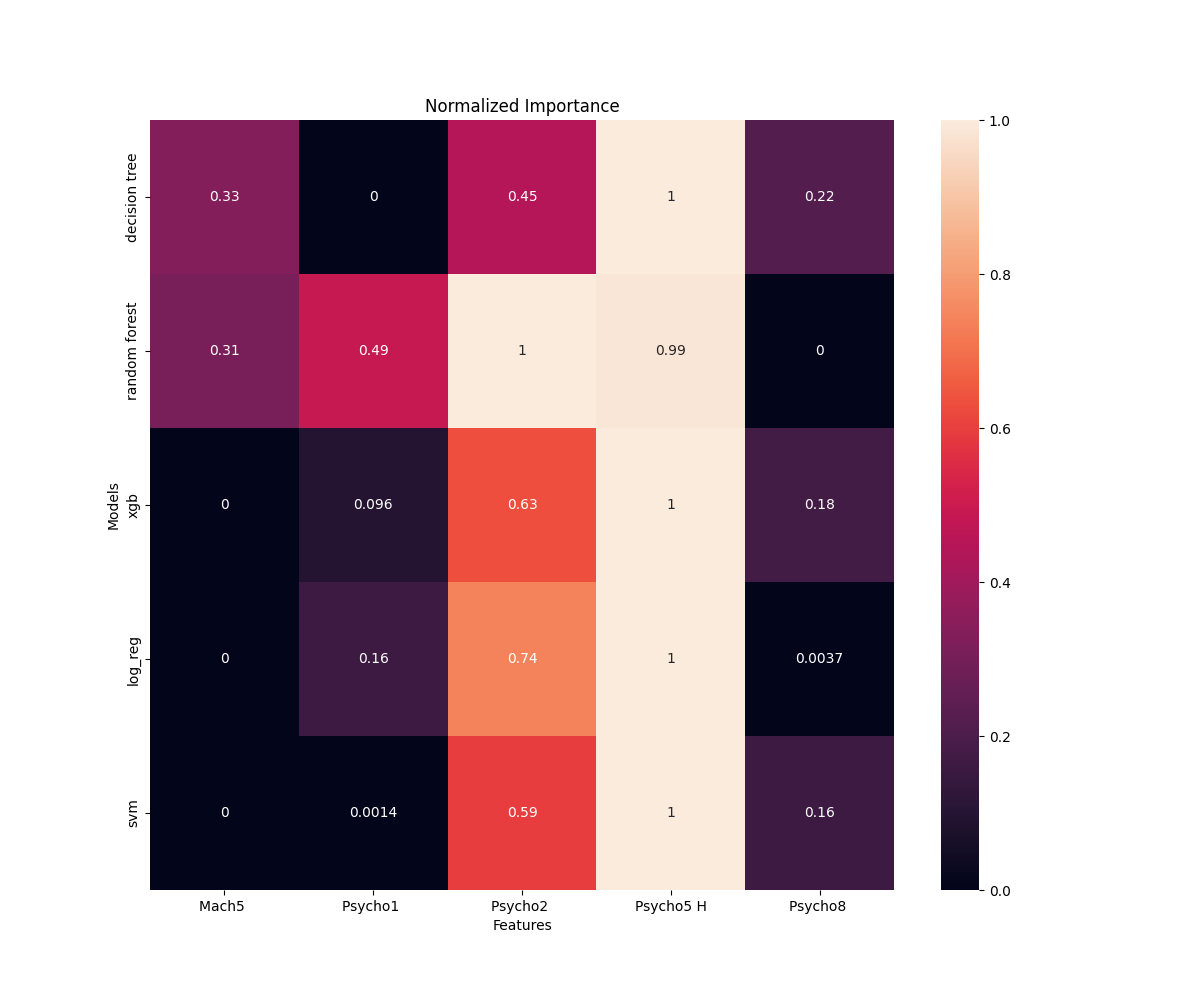 Normalized Importance
Models
decision tree
0.33 0 0.45 1 0.22
random forest
0.31 0.49 1 0.99 0
xgb
0 0.096 0.63 1 0.18
log_reg
0 0.16 0.74 1 0.0037
svm
0 0.0014 0.59 1 0.16
Mach5 Psycho1 Psycho2 Psycho5 H Psycho8
Features
1.0
0.8
0.6
0.4
0.2
0.0